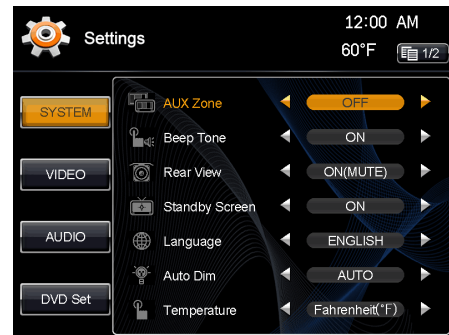 Settings
12:00 AM
60°F
1/2
SYSTEM
VIDEO
AUDIO
DVD Set
AUX Zone OFF
Beep Tone ON
Rear View ON(MUTE)
Standby Screen ON
Language ENGLISH
Auto Dim AUTO
Temperature Fahrenheit(°F)